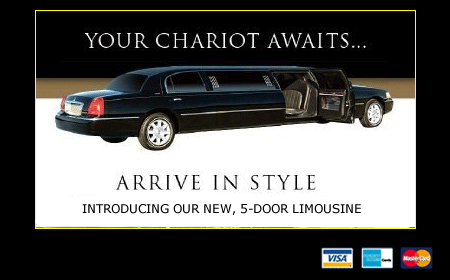 YOUR CHARIOT AWAITS...
ARRIVE IN STYLE
INTRODUCING OUR NEW, 5-DOOR LIMOUSINE
VISA
MasterCard